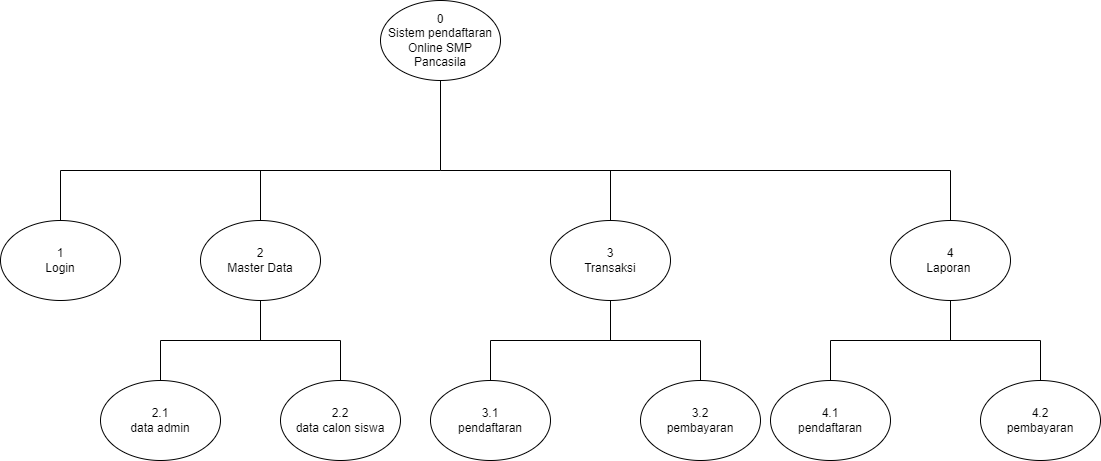 0
Sistem pendaftaran
Online SMP
Pancasila
1
Login
2
Master Data
3
Transaksi
4
Laporan
2.1
data admin
2.2
data calon siswa
3.1
pendaftaran
3.2
pembayaran
4.1
pendaftaran
4.2
pembayaran